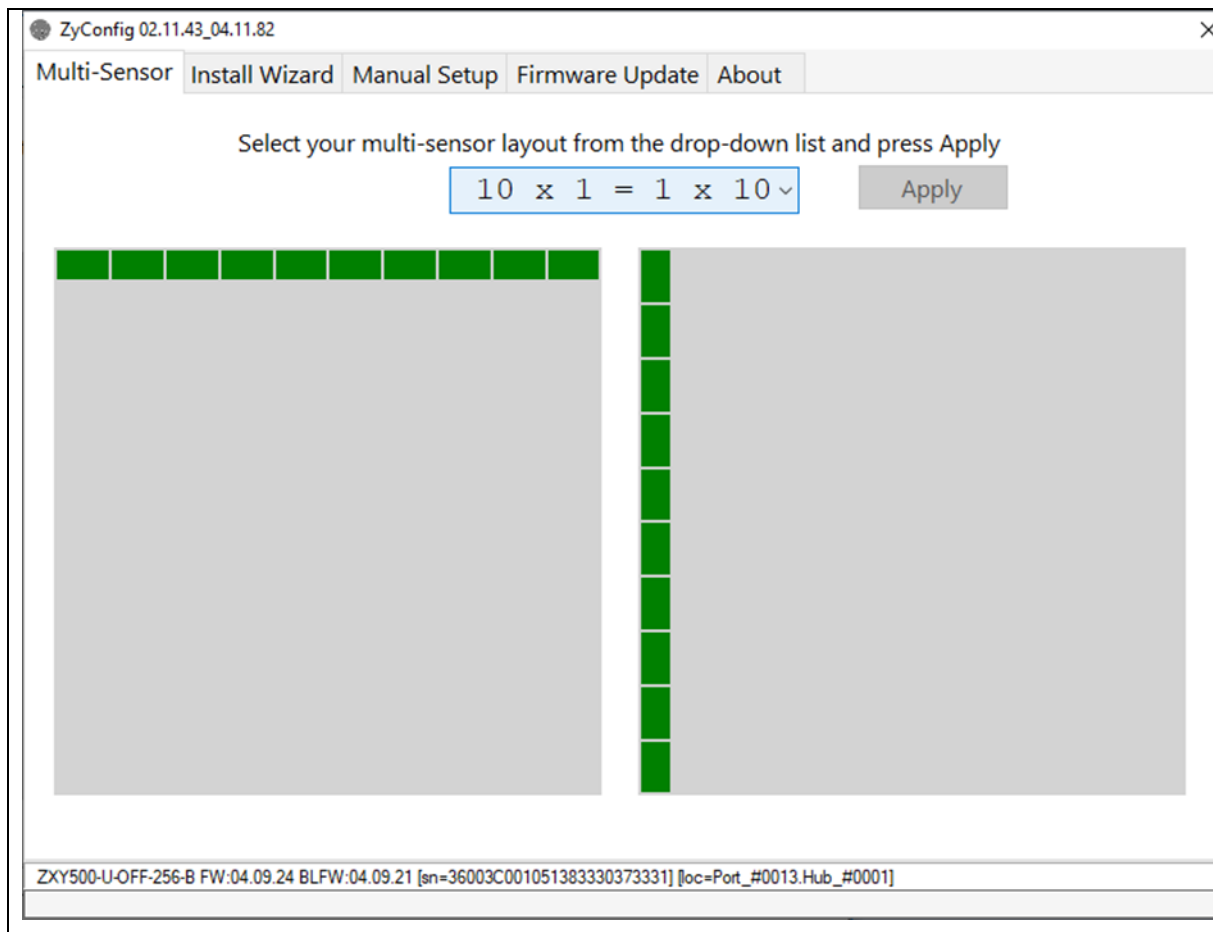 ZyConfig 02.11.43_04.11.82
Multi-Sensor Install Wizard Manual Setup Firmware Update About
Select your multi-sensor layout from the drop-down list and press Apply
10 x 1 = 1 x 10 Apply
ZXY500-U-OFF-256-B FW:04.09.24 BLFW:04.09.21 [sn=36003C001051383330373331] [loc=Port_#0013.Hub_#0001]